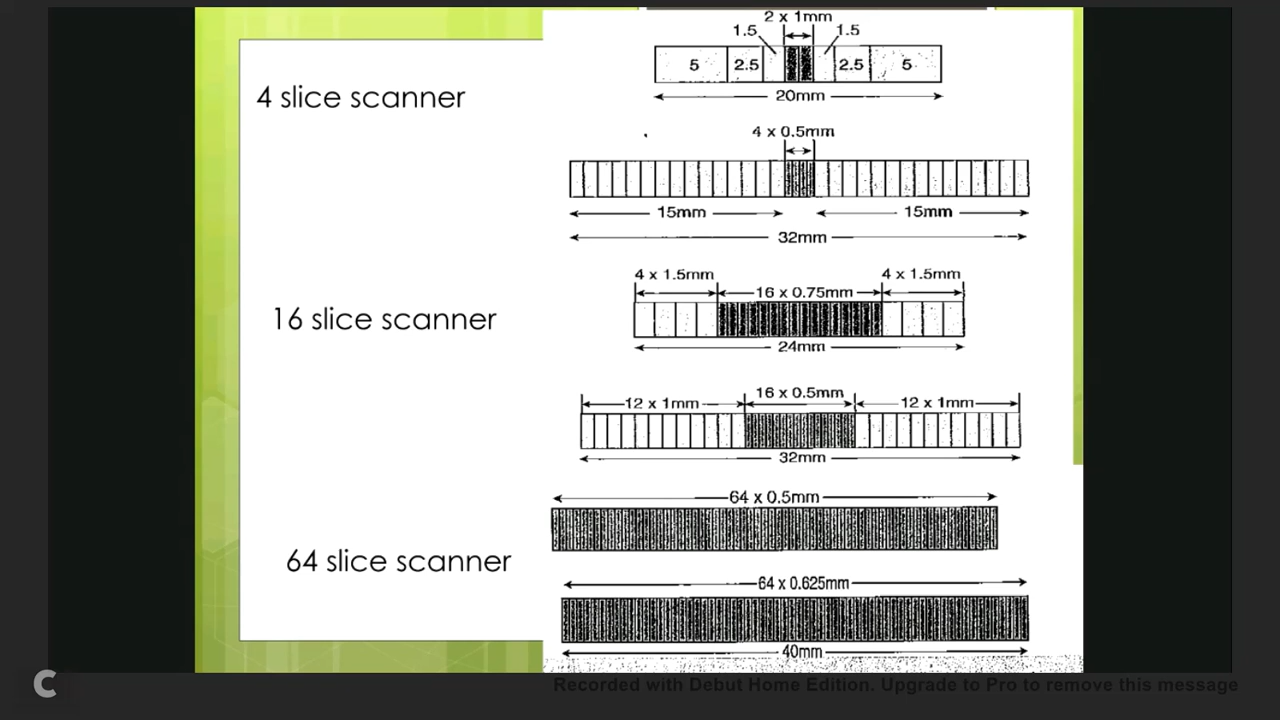 2 x 1mm
1.5 1.5
5 2.5 2.5 5
4 slice scanner
20mm
4 x 0.5mm
15mm 15mm
32mm
4 x 1.5mm 4 x 1.5mm
16 x 0.75mm
16 slice scanner
24mm
16 x 0.5mm
12 x 1mm 12 x 1mm
32mm
64 x 0.5mm
64 slice scanner
64 x 0.625mm
40mm
C
Recorded with Debut Home Edition. Upgrade to Pro to remove this message